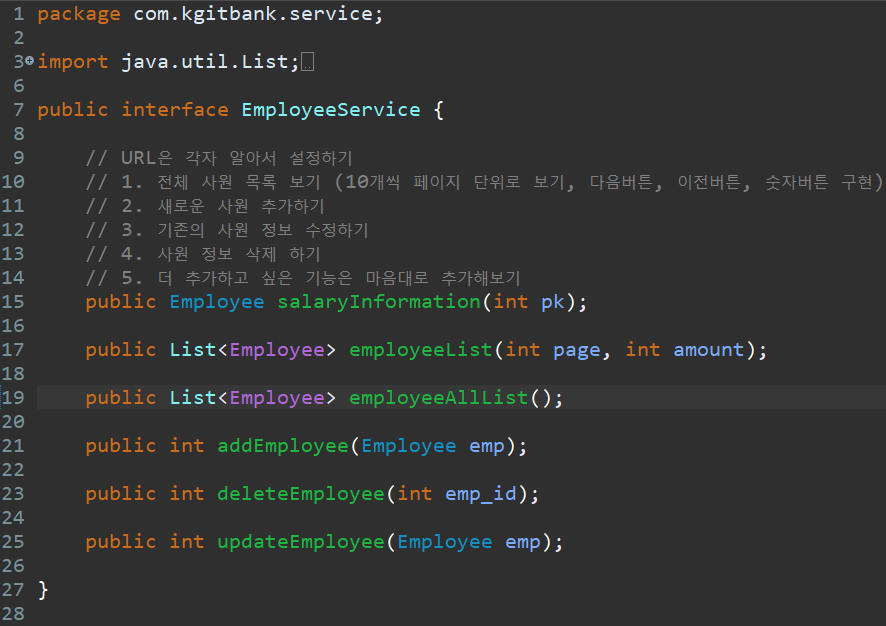 1 package com.kgitbank.service;
2
3 import java.util.List;
6
7 public interface EmployeeService {
8
9 // URL은 각자 알아서 설정하기
10 // 1. 전체 사원 목록 보기 (10개씩 페이지 단위로 보기, 다음버튼, 이전버튼, 숫자버튼 구현)
11 // 2. 새로운 사원 추가하기
12 // 3. 기존의 사원 정보 수정하기
13 // 4. 사원 정보 삭제 하기
14 // 5. 더 추가하고 싶은 기능은 마음대로 추가해보기
15 public Employee salaryInformation(int pk);
16
17 public List<Employee> employeeList(int page, int amount);
18
19 public List<Employee> employeeAllList();
20
21 public int addEmployee(Employee emp);
22
23 public int deleteEmployee(int emp_id);
24
25 public int updateEmployee(Employee emp);
26
27 }
28